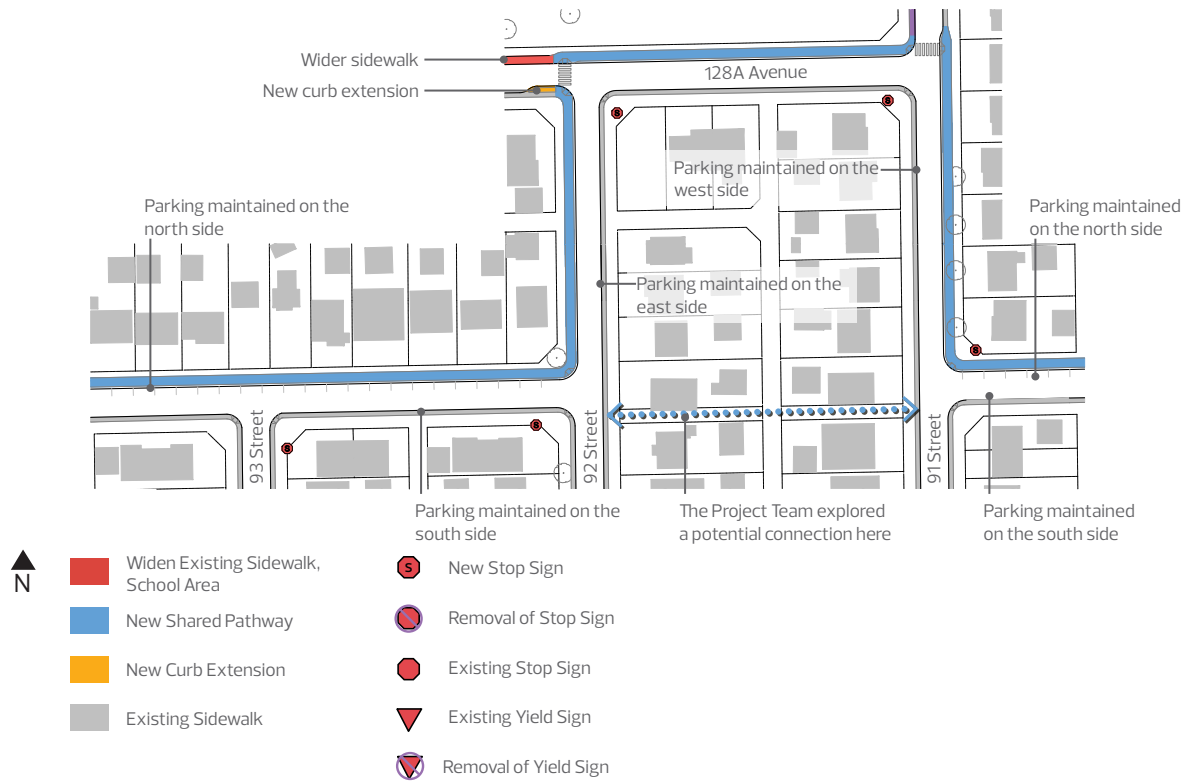 Wider sidewalk
128A Avenue
New curb extension
S
S
Parking maintained on the
west side
Parking maintained on the
north side
Parking maintained
on the north side
Parking maintained on the
east side
S
S
S
93 Street
92 Street
91 Street
Parking maintained on the
south side
The Project Team explored
a potential connection here
Parking maintained
on the south side
N
Widen Existing Sidewalk,
School Area
New Shared Pathway
New Curb Extension
Existing Sidewalk
S
New Stop Sign
Removal of Stop Sign
Existing Stop Sign
Existing Yield Sign
Removal of Yield Sign